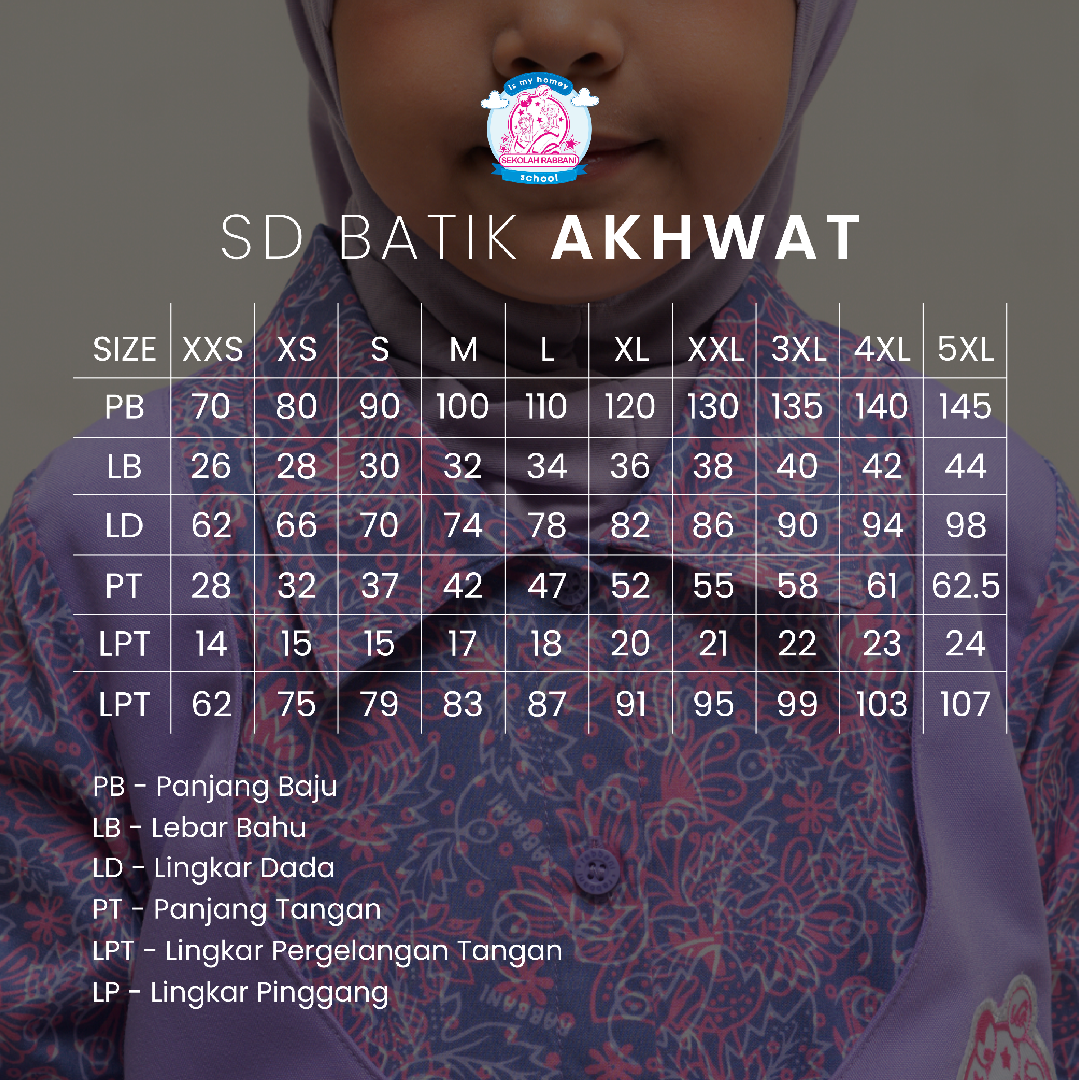 is my homey
SEKOLAH RABBANI
school
SD BATIK AKHWAT
SIZE XXS XS S M L XL XXL 3XL 4XL 5XL
PB 70 80 90 100 110 120 130 135 140 145
LB 26 28 30 32 34 36 38 40 42 44
LD 62 66 70 74 78 82 86 90 94 98
PT 28 32 37 42 47 52 55 58 61 62.5
LPT 14 15 15 17 18 20 21 22 23 24
LPT 62 75 79 83 87 91 95 99 103 107
PB - Panjang Baju
LB - Lebar Bahu
LD - Lingkar Dada
PT - Panjang Tangan
LPT - Lingkar Pergelangan Tangan
LP - Lingkar Pinggang
RABBANI
RABBANI